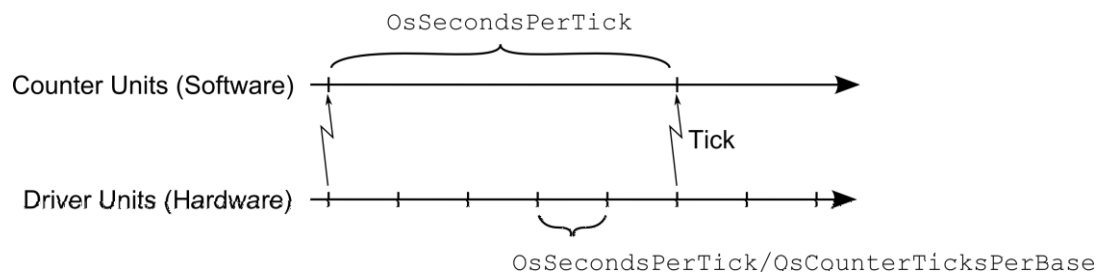 OsSecondsPerTick
Counter Units (Software)
Tick
Driver Units (Hardware)
OsSecondsPerTick/OsCounterTicksPerBase